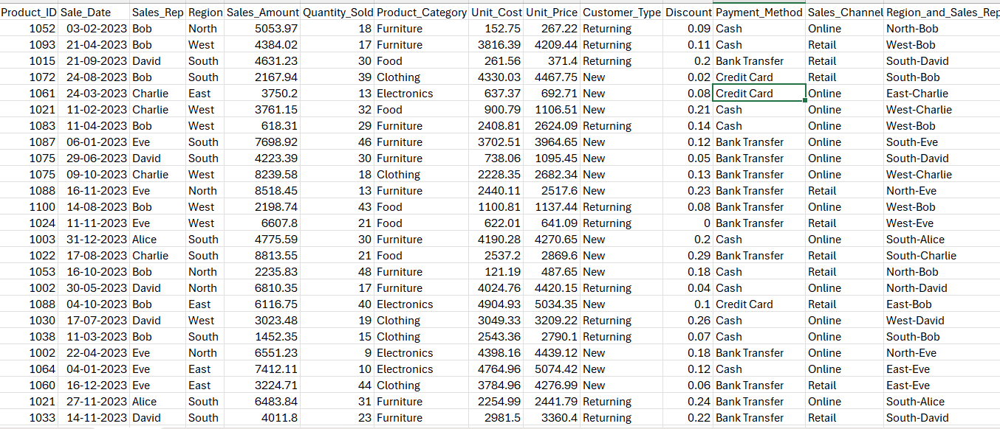 Product_ID Sale_Date Sales_Rep Region Sales_Amount Quantity_Sold Product_Category Unit_Cost Unit_Price Customer_Type Discount Payment_Method Sales_Channel Region_and_Sales_Rep
1052 03-02-2023 Bob North 5053.97 18 Furniture 152.75 267.22 Returning 0.09 Cash Online North-Bob
1093 21-04-2023 Bob West 4384.02 17 Furniture 3816.39 4209.44 Returning 0.11 Cash Retail West-Bob
1015 21-09-2023 David South 4631.23 30 Food 261.56 371.4 Returning 0.2 Bank Transfer Retail South-David
1072 24-08-2023 Bob South 2167.94 39 Clothing 4330.03 4467.75 New 0.02 Credit Card Retail South-Bob
1061 24-03-2023 Charlie East 3750.2 13 Electronics 637.37 692.71 New 0.08 Credit Card Online East-Charlie
1021 11-02-2023 Charlie West 3761.15 32 Food 900.79 1106.51 New 0.21 Cash Online West-Charlie
1083 11-04-2023 Bob West 618.31 29 Furniture 2408.81 2624.09 Returning 0.14 Cash Online West-Bob
1087 06-01-2023 Eve South 7698.92 46 Furniture 3702.51 3964.65 New 0.12 Bank Transfer Online South-Eve
1075 29-06-2023 David South 4223.39 30 Furniture 738.06 1095.45 New 0.05 Bank Transfer Online South-David
1075 09-10-2023 Charlie West 8239.58 18 Clothing 2228.35 2682.34 New 0.13 Bank Transfer Online West-Charlie
1088 16-11-2023 Eve North 8518.45 13 Furniture 2440.11 2517.6 New 0.23 Bank Transfer Retail North-Eve
1100 14-08-2023 Bob West 2198.74 43 Food 1100.81 1137.44 Returning 0.08 Bank Transfer Online West-Bob
1024 11-11-2023 Eve West 6607.8 21 Food 622.01 641.09 Returning 0 Bank Transfer Retail West-Eve
1003 31-12-2023 Alice South 4775.59 30 Furniture 4190.28 4270.65 New 0.2 Cash Online South-Alice
1022 17-08-2023 Charlie South 8813.55 21 Food 2537.2 2869.6 New 0.29 Bank Transfer Retail South-Charlie
1053 16-10-2023 Bob North 2235.83 48 Furniture 121.19 487.65 New 0.18 Cash Retail North-Bob
1002 30-05-2023 David North 6810.35 17 Furniture 4024.76 4420.15 Returning 0.04 Cash Online North-David
1088 04-10-2023 Bob East 6116.75 40 Electronics 4904.93 5034.35 New 0.1 Credit Card Retail East-Bob
1030 17-07-2023 David West 3023.48 19 Clothing 3049.33 3209.22 Returning 0.26 Cash Online West-David
1038 11-03-2023 Bob South 1452.35 15 Clothing 2543.36 2790.1 Returning 0.07 Cash Online South-Bob
1002 22-04-2023 Eve North 6551.23 9 Electronics 4398.16 4439.12 New 0.18 Bank Transfer Online North-Eve
1064 04-01-2023 Eve East 7412.11 10 Electronics 4764.96 5074.42 New 0.12 Cash Online East-Eve
1060 16-12-2023 Eve East 3224.71 44 Clothing 3784.96 4276.99 New 0.06 Bank Transfer Retail East-Eve
1021 27-11-2023 Alice South 6483.84 31 Furniture 2254.99 2441.79 Returning 0.24 Bank Transfer Online South-Alice
1033 14-11-2023 David South 4011.8 23 Furniture 2981.5 3360.4 Returning 0.22 Bank Transfer Retail South-David